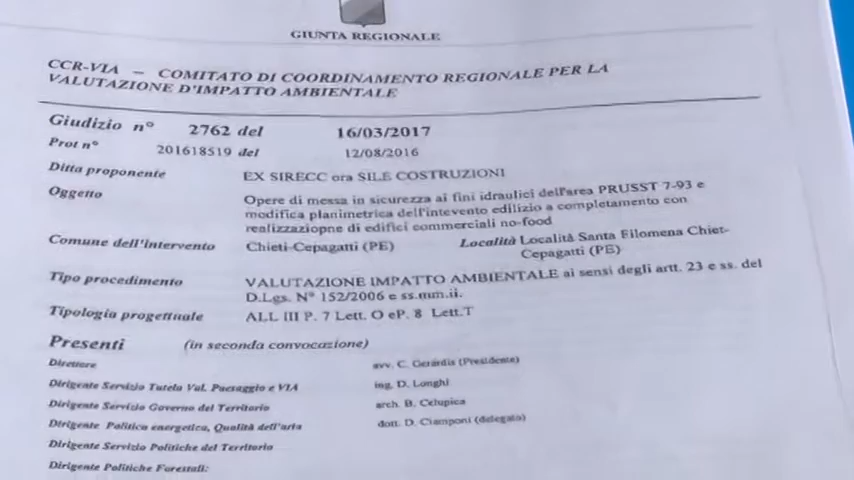 GIUNTA REGIONALE
CCR-VIA — COMITATO DI COORDINAMENTO REGIONALE PER LA
VALUTAZIONE D'IMPATTO AMBIENTALE
Giudizio n° 2762 del 16/03/2017
Prot n° 201618519 del 12/08/2016
Ditta proponente EX SIRECC ora SILE COSTRUZIONI
Oggetto Opere di messa in sicurezza ai fini idraulici dell'area PRUSST 7-93 e
modifica planimetrica dell'intevento edilizio a completamento con
realizzaziopne di edifici commerciali no-food
Comune dell'intervento Chieti-Cepagatti (PE) Località Località Santa Filomena Chiet-
Cepagatti (PE)
Tipo procedimento VALUTAZIONE IMPATTO AMBIENTALE ai sensi degli artt. 23 e ss. del
D.Lgs. N° 152/2006 e ss.mm.ii.
Tipologia progettuale ALL III P. 7 Lett. O eP. 8 Lett.T
Presenti (in seconda convocazione)
Direttore avv. C. Gerardis (Presidente)
Dirigente Servizio Tutela Val. Paesaggio e VIA ing. D. Longhi
Dirigente Servizio Governo del Territorio arch. B. Celupica
Dirigente Politica energetica, Qualità dell'aria dott. D. Ciamponi (delegato)
Dirigente Servizio Politiche del Territorio
Dirigente Politiche Forestali: